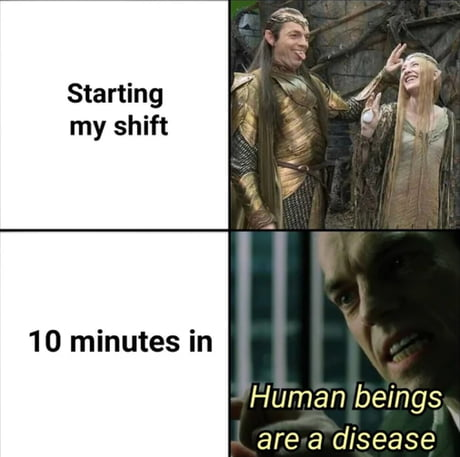 Starting
my shift
10 minutes in
Human beings
are a disease